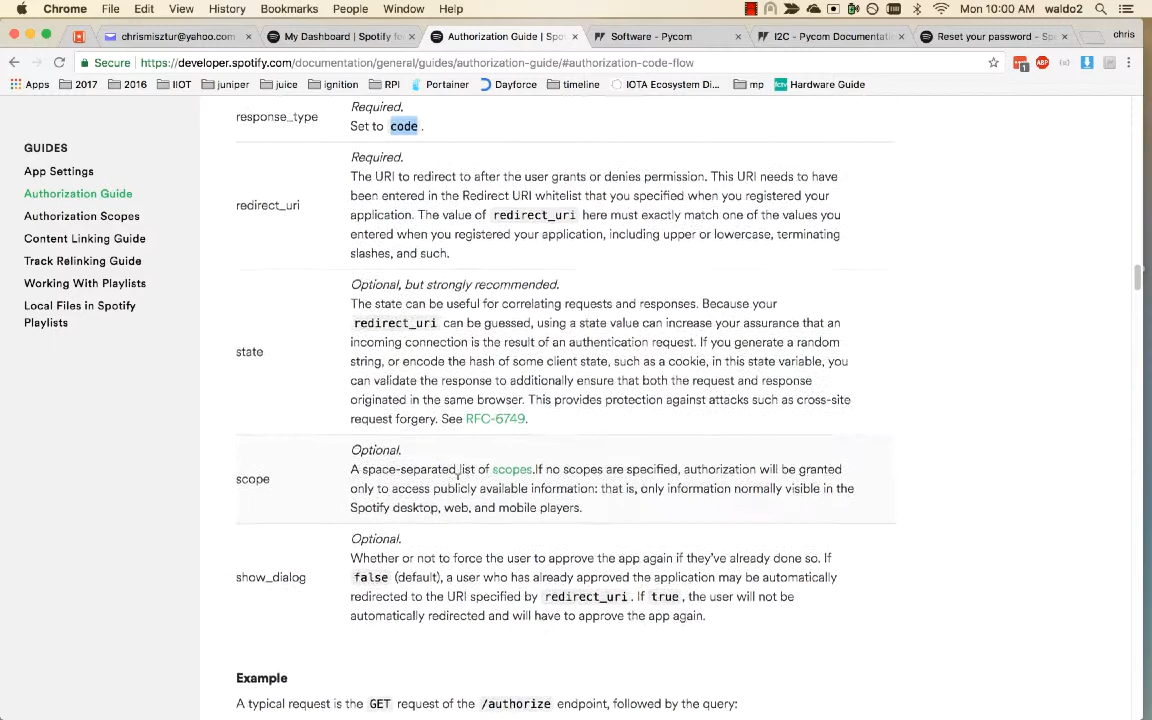 Chrome File Edit View History Bookmarks People Window Help Mon 10:00 AM waldo2
chrismisztur@yahoo.com × My Dashboard | Spotify fo × Authorization Guide | Spot × Software - Pycom × I2C - Pycom Documentati × Reset your password - Sp × chris
Secure https://developer.spotify.com/documentation/general/guides/authorization-guide/#authorization-code-flow
Apps 2017 2016 IIOT juniper juice ignition RPI Portainer Dayforce timeline IOTA Ecosystem Di... mp Hardware Guide
GUIDES
App Settings
Authorization Guide
Authorization Scopes
Content Linking Guide
Track Relinking Guide
Working With Playlists
Local Files in Spotify
Playlists
response_type
Required.
Set to code .
redirect_uri
Required.
The URI to redirect to after the user grants or denies permission. This URI needs to have
been entered in the Redirect URI whitelist that you specified when you registered your
application. The value of redirect_uri here must exactly match one of the values you
entered when you registered your application, including upper or lowercase, terminating
slashes, and such.
state
Optional, but strongly recommended.
The state can be useful for correlating requests and responses. Because your
redirect_uri can be guessed, using a state value can increase your assurance that an
incoming connection is the result of an authentication request. If you generate a random
string, or encode the hash of some client state, such as a cookie, in this state variable, you
can validate the response to additionally ensure that both the request and response
originated in the same browser. This provides protection against attacks such as cross-site
request forgery. See RFC-6749.
scope
Optional.
A space-separated list of scopes.If no scopes are specified, authorization will be granted
only to access publicly available information: that is, only information normally visible in the
Spotify desktop, web, and mobile players.
show_dialog
Optional.
Whether or not to force the user to approve the app again if they've already done so. If
false (default), a user who has already approved the application may be automatically
redirected to the URI specified by redirect_uri . If true , the user will not be
automatically redirected and will have to approve the app again.
Example
A typical request is the GET request of the /authorize endpoint, followed by the query: